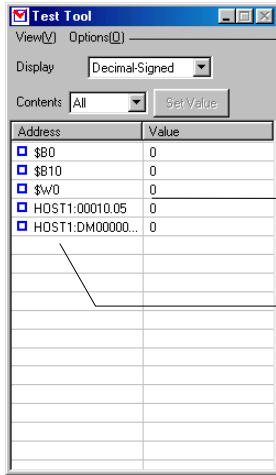 Test Tool
View(V) Options(O)
Display Decimal-Signed
Contents All Set Value
Address Value
$B0 0
$B10 0
$W0 0
HOST1:00010.05 0
HOST1:DM00000... 0